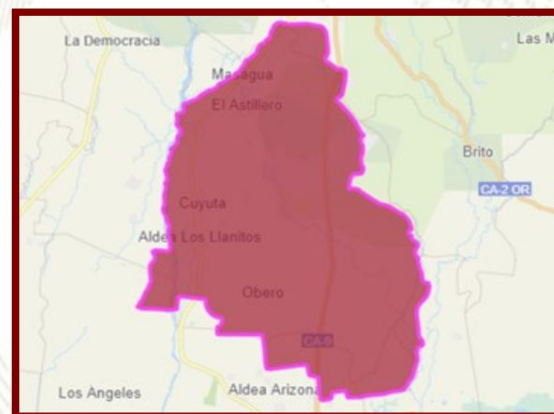 La Democracia
Las M
Masagua
El Astillero
Brito
CA-2 OR
Cuyuta
Aldea Los Llanitos
Obero
CA-9
Los Angeles
Aldea Arizona